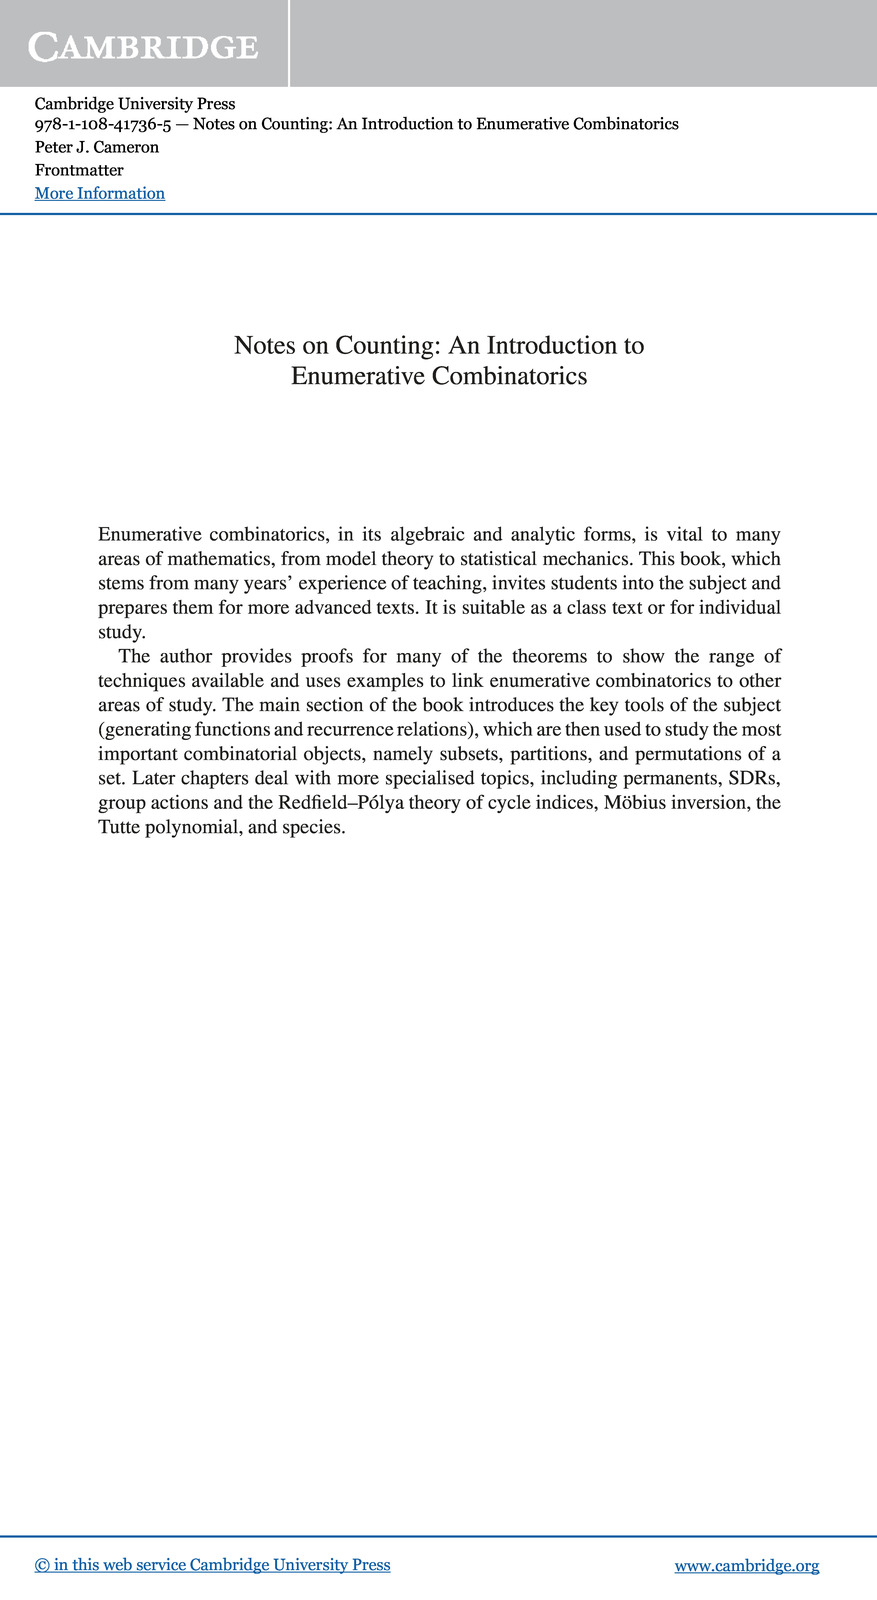 CAMBRIDGE
Cambridge University Press
978-1-108-41736-5 — Notes on Counting: An Introduction to Enumerative Combinatorics
Peter J. Cameron
Frontmatter
More Information
Notes on Counting: An Introduction to
Enumerative Combinatorics
Enumerative combinatorics, in its algebraic and analytic forms, is vital to many
areas of mathematics, from model theory to statistical mechanics. This book, which
stems from many years’ experience of teaching, invites students into the subject and
prepares them for more advanced texts. It is suitable as a class text or for individual
study.
The author provides proofs for many of the theorems to show the range of
techniques available and uses examples to link enumerative combinatorics to other
areas of study. The main section of the book introduces the key tools of the subject
(generating functions and recurrence relations), which are then used to study the most
important combinatorial objects, namely subsets, partitions, and permutations of a
set. Later chapters deal with more specialised topics, including permanents, SDRs,
group actions and the Redfield–Pólya theory of cycle indices, Möbius inversion, the
Tutte polynomial, and species.
© in this web service Cambridge University Press
www.cambridge.org